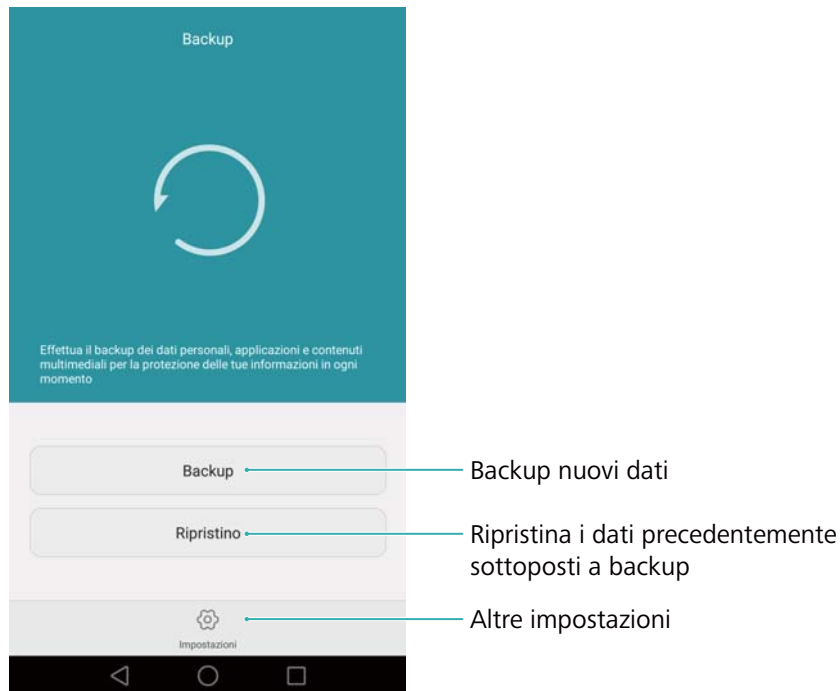 Backup
Effettua il backup dei dati personali, applicazioni e contenuti
multimediali per la protezione delle tue informazioni in ogni
momento
Backup
Backup nuovi dati
Ripristino
Ripristina i dati precedentemente
sottoposti a backup
Altre impostazioni
Impostazioni